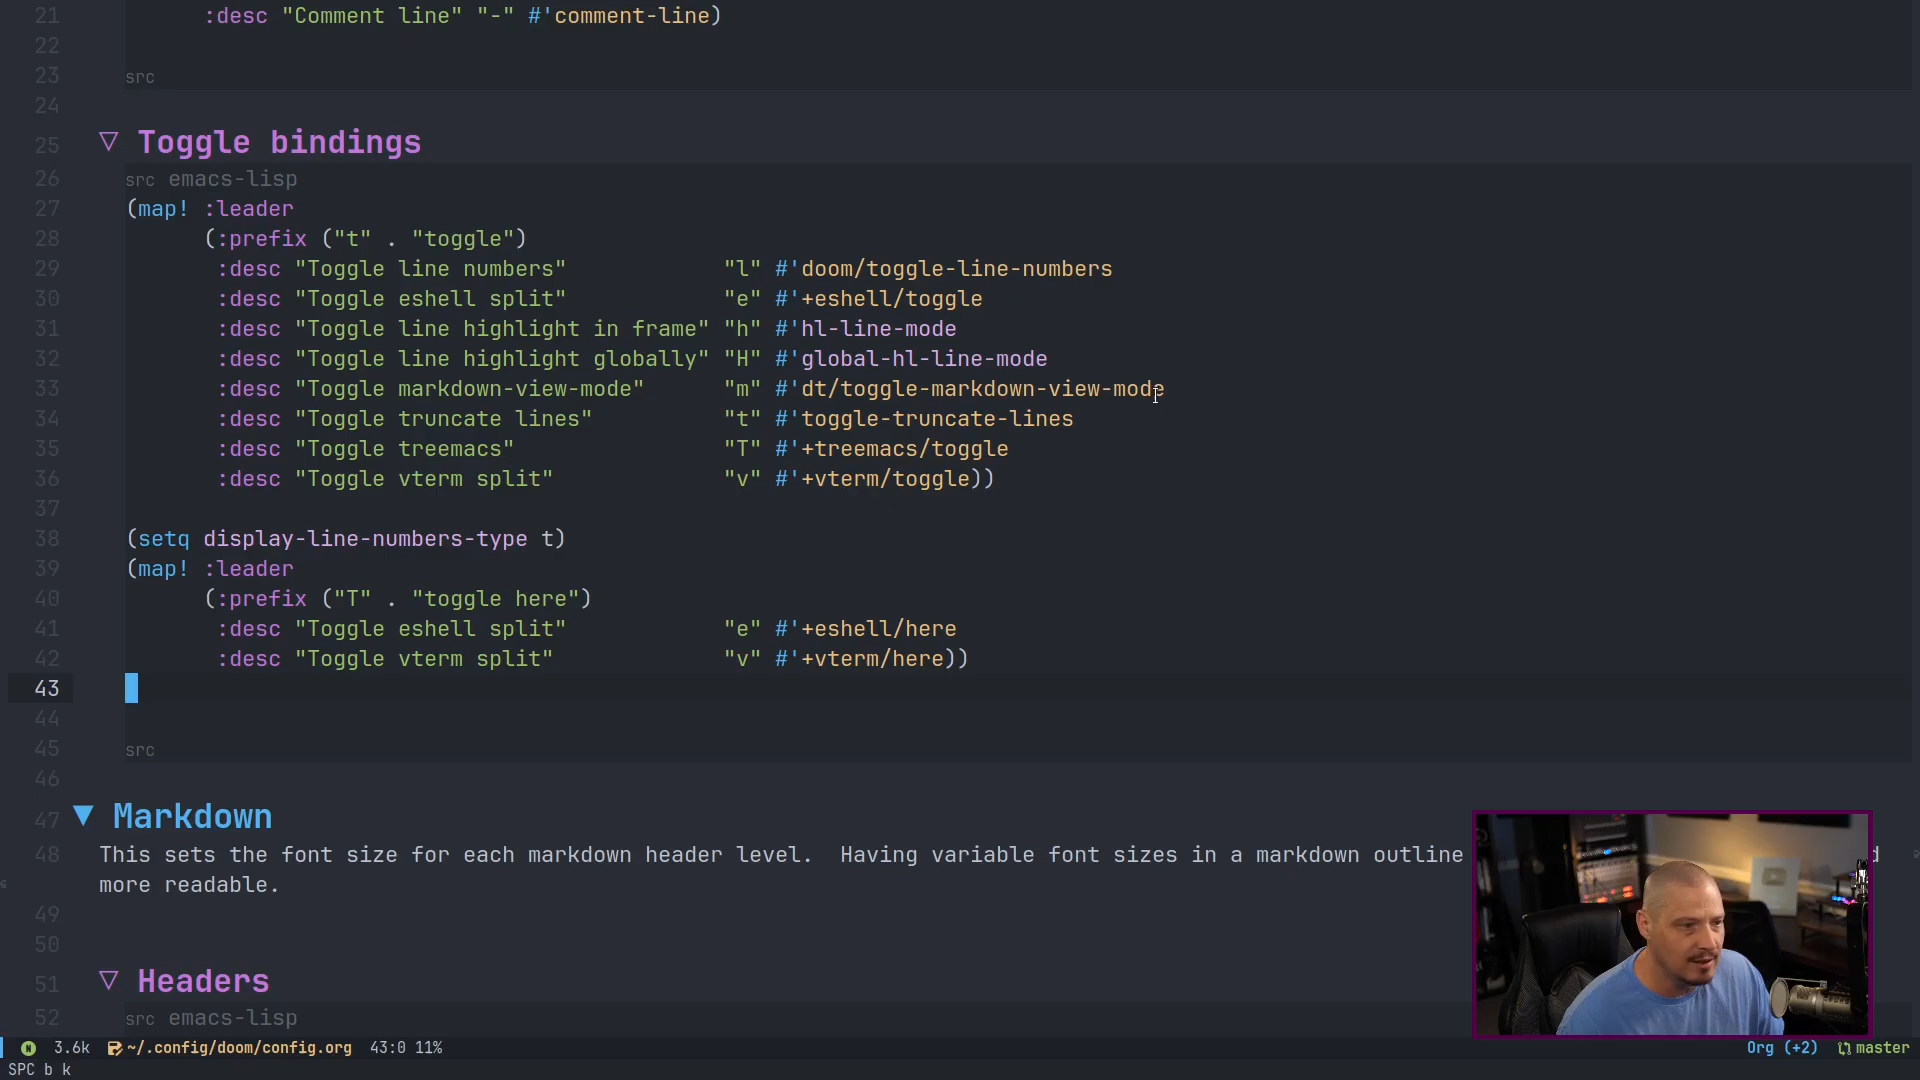 21 :desc "Comment line" "-" #'comment-line)
22
23 src
24
25 ▽ Toggle bindings
26 src emacs-lisp
27 (map! :leader
28 (:prefix ("t" . "toggle")
29 :desc "Toggle line numbers" "l" #'doom/toggle-line-numbers
30 :desc "Toggle eshell split" "e" #'+eshell/toggle
31 :desc "Toggle line highlight in frame" "h" #'hl-line-mode
32 :desc "Toggle line highlight globally" "H" #'global-hl-line-mode
33 :desc "Toggle markdown-view-mode" "m" #'dt/toggle-markdown-view-mode
34 :desc "Toggle truncate lines" "t" #'toggle-truncate-lines
35 :desc "Toggle treemacs" "T" #'+treemacs/toggle
36 :desc "Toggle vterm split" "v" #'+vterm/toggle))
37
38 (setq display-line-numbers-type t)
39 (map! :leader
40 (:prefix ("T" . "toggle here")
41 :desc "Toggle eshell split" "e" #'+eshell/here
42 :desc "Toggle vterm split" "v" #'+vterm/here))
43
44
45 src
46
47 ▼ Markdown
48 This sets the font size for each markdown header level.  Having variable font sizes in a markdown outline
more readable.
49
50
51 ▽ Headers
52 src emacs-lisp
N 3.6k ~/.config/doom/config.org 43:0 11% Org (+2) master
SPC b k